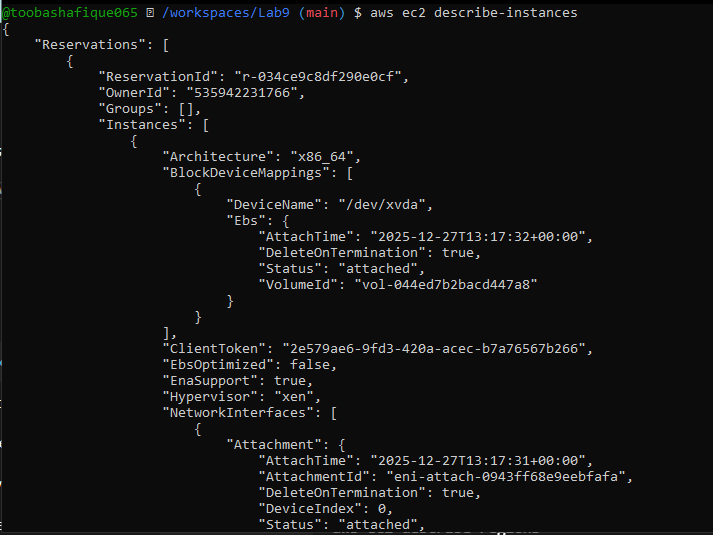 @toobashafique065 /workspaces/Lab9 (main) $ aws ec2 describe-instances
{
    "Reservations": [
        {
            "ReservationId": "r-034ce9c8df290e0cf",
            "OwnerId": "535942231766",
            "Groups": [],
            "Instances": [
                {
                    "Architecture": "x86_64",
                    "BlockDeviceMappings": [
                        {
                            "DeviceName": "/dev/xvda",
                            "Ebs": {
                                "AttachTime": "2025-12-27T13:17:32+00:00",
                                "DeleteOnTermination": true,
                                "Status": "attached",
                                "VolumeId": "vol-044ed7b2bacd447a8"
                            }
                        }
                    ],
                    "ClientToken": "2e579ae6-9fd3-420a-acec-b7a76567b266",
                    "EbsOptimized": false,
                    "EnaSupport": true,
                    "Hypervisor": "xen",
                    "NetworkInterfaces": [
                        {
                            "Attachment": {
                                "AttachTime": "2025-12-27T13:17:31+00:00",
                                "AttachmentId": "eni-attach-0943ff68e9eebfafa",
                                "DeleteOnTermination": true,
                                "DeviceIndex": 0,
                                "Status": "attached",